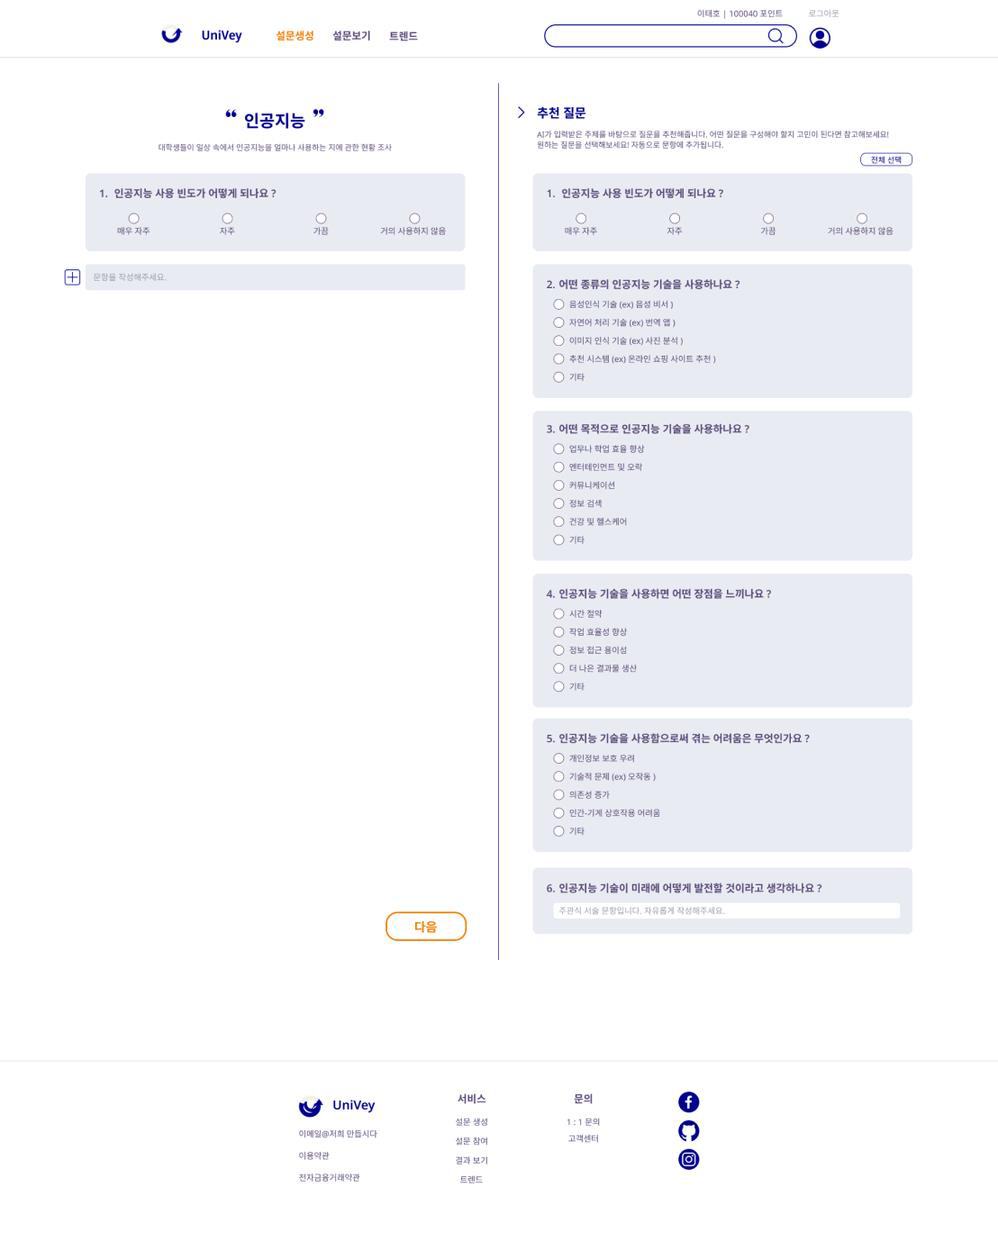 이태호 | 100040 포인트
로그아웃
UniVey
설문생성
설문보기
트렌드
❝ 인공지능 ❞
대학생들이 일상 속에서 인공지능을 얼마나 사용하는 지에 관한 현황 조사
1. 인공지능 사용 빈도가 어떻게 되나요 ?
매우 자주
자주
가끔
거의 사용하지 않음
문항을 작성해주세요.
다음
추천 질문
AI가 입력받은 주제를 바탕으로 질문을 추천해줍니다. 어떤 질문을 구성해야 할지 고민이 된다면 참고해보세요!
원하는 질문을 선택해보세요! 자동으로 문항에 추가됩니다.
전체 선택
1. 인공지능 사용 빈도가 어떻게 되나요 ?
매우 자주
자주
가끔
거의 사용하지 않음
2. 어떤 종류의 인공지능 기술을 사용하나요 ?
음성인식 기술 (ex) 음성 비서 )
자연어 처리 기술 (ex) 번역 앱 )
이미지 인식 기술 (ex) 사진 분석 )
추천 시스템 (ex) 온라인 쇼핑 사이트 추천 )
기타
3. 어떤 목적으로 인공지능 기술을 사용하나요 ?
업무나 학업 효율 향상
엔터테인먼트 및 오락
커뮤니케이션
정보 검색
건강 및 헬스케어
기타
4. 인공지능 기술을 사용하면 어떤 장점을 느끼나요 ?
시간 절약
작업 효율성 향상
정보 접근 용이성
더 나은 결과물 생산
기타
5. 인공지능 기술을 사용함으로써 겪는 어려움은 무엇인가요 ?
개인정보 보호 우려
기술적 문제 (ex) 오작동 )
의존성 증가
인간-기계 상호작용 어려움
기타
6. 인공지능 기술이 미래에 어떻게 발전할 것이라고 생각하나요 ?
주관식 서술 문항입니다. 자유롭게 작성해주세요.
UniVey
이메일@저희 만듭시다
이용약관
전자금융거래약관
서비스
설문 생성
설문 참여
결과 보기
트렌드
문의
1 : 1 문의
고객센터